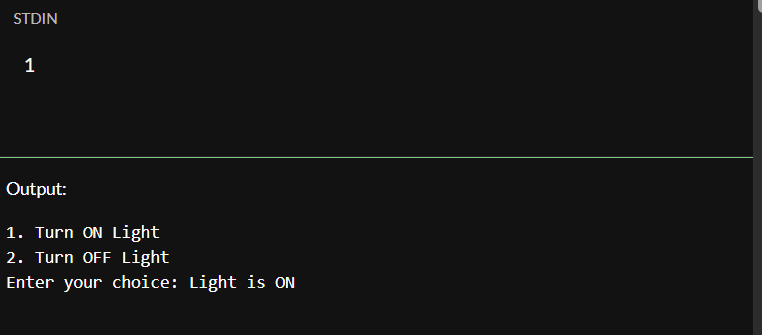 STDIN
1
Output:
1. Turn ON Light
2. Turn OFF Light
Enter your choice: Light is ON